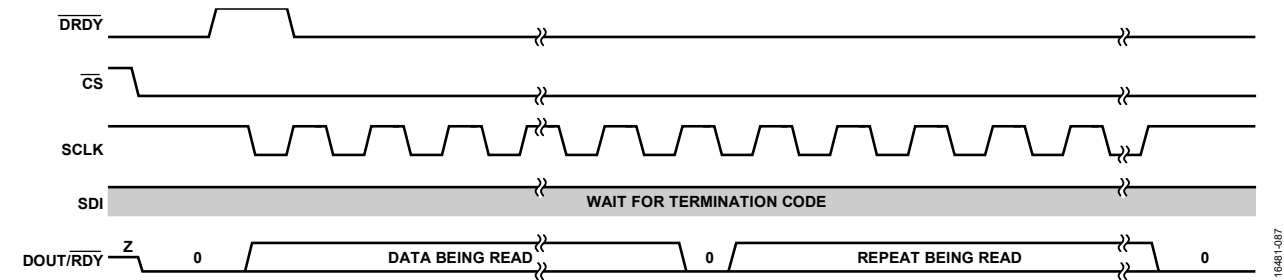 DRDY
CS
SCLK
SDI
WAIT FOR TERMINATION CODE
DOUT/RDY
Z
0
DATA BEING READ
0
REPEAT BEING READ
0
16481-087